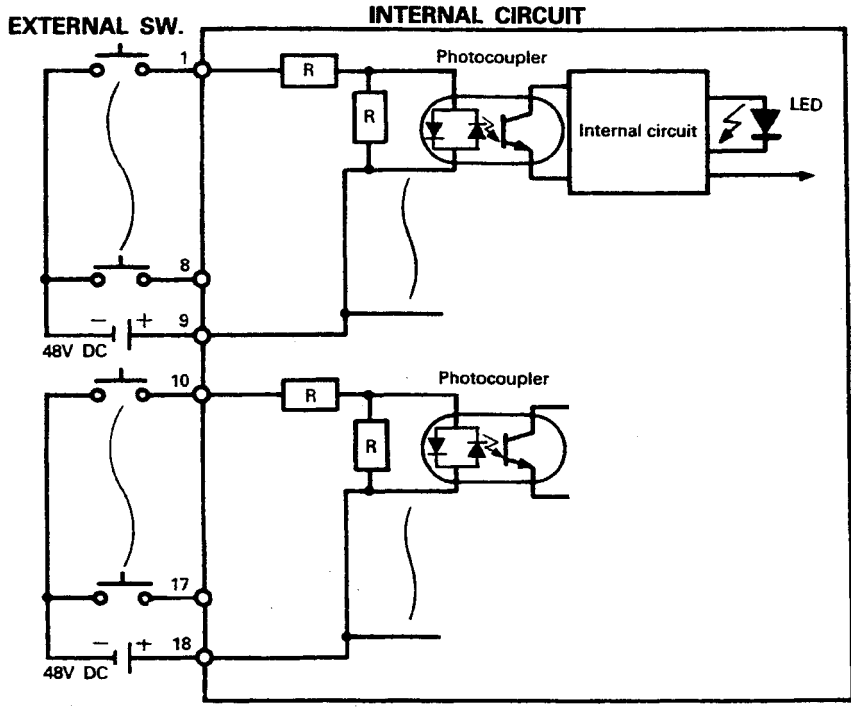 INTERNAL CIRCUIT
EXTERNAL SW.
1
R
Photocoupler
R
Internal circuit
LED
8
− + 9
48V DC
10
R
Photocoupler
R
17
− + 18
48V DC